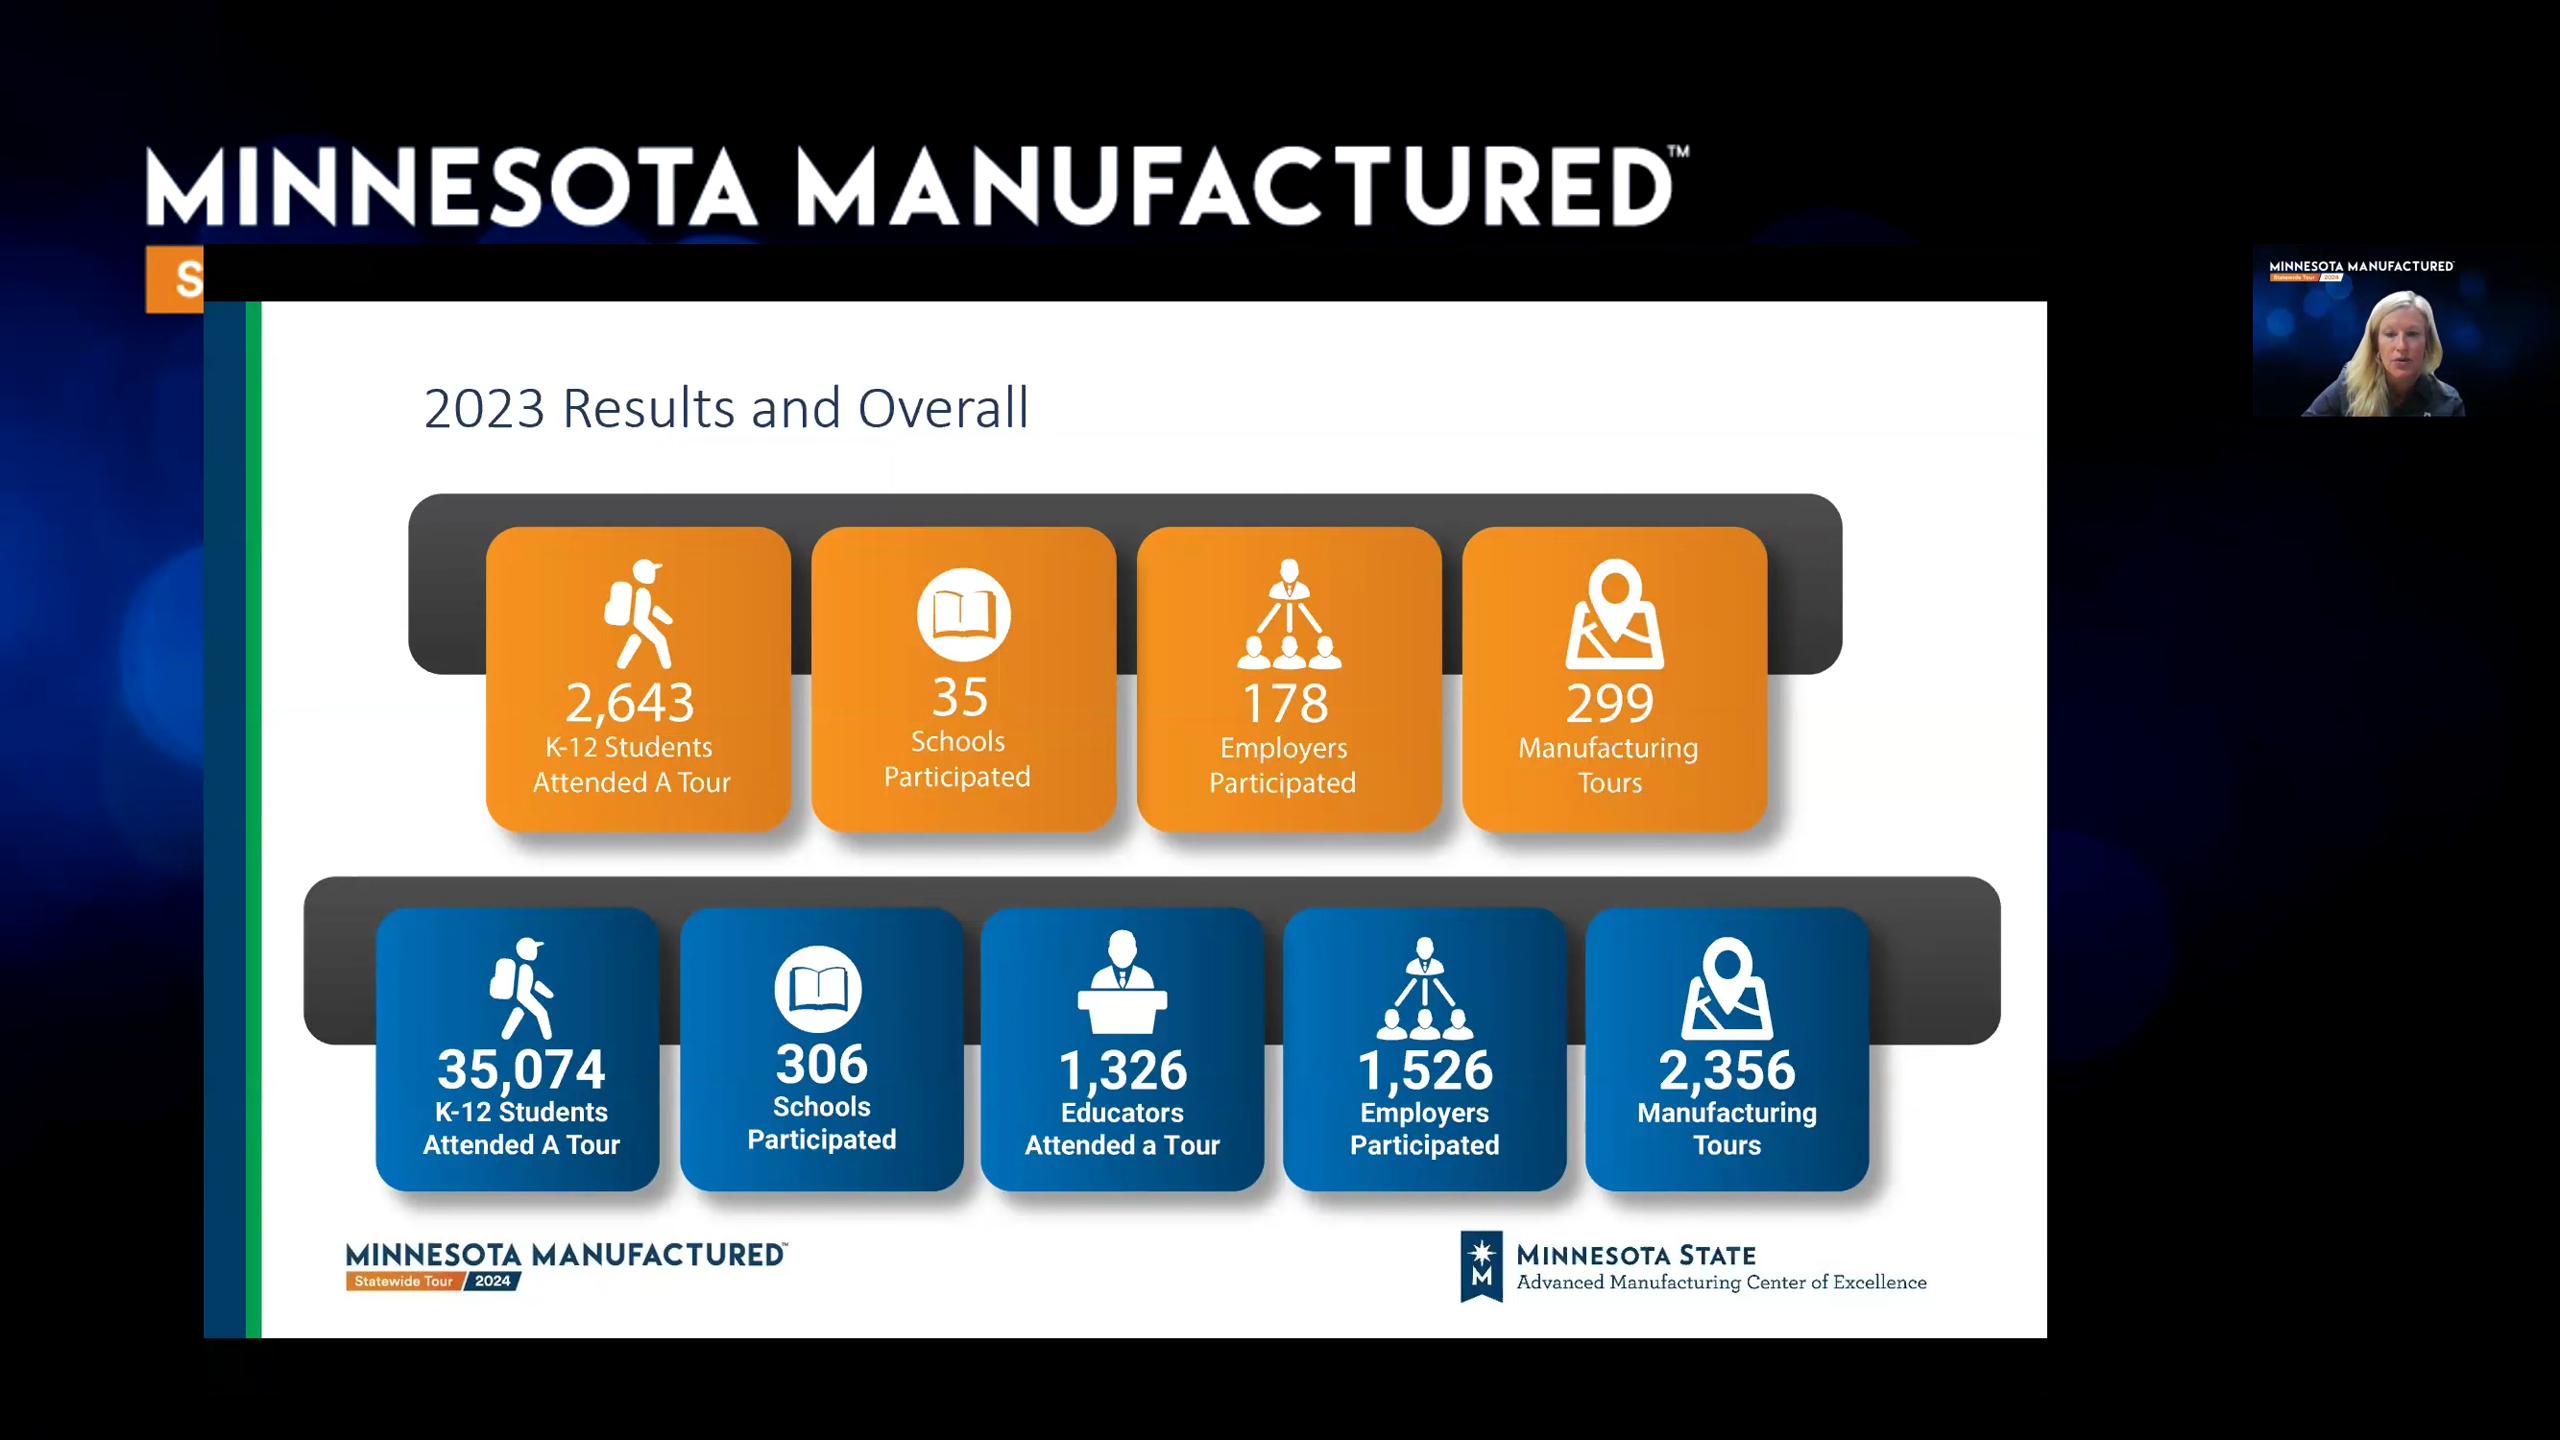 MINNESOTA MANUFACTURED™
S
MINNESOTA MANUFACTURED
Statewide Tour 2024
2023 Results and Overall
2,643
K-12 Students
Attended A Tour
35
Schools
Participated
178
Employers
Participated
299
Manufacturing
Tours
35,074
K-12 Students
Attended A Tour
306
Schools
Participated
1,326
Educators
Attended a Tour
1,526
Employers
Participated
2,356
Manufacturing
Tours
MINNESOTA MANUFACTURED™
Statewide Tour 2024
M
MINNESOTA STATE
Advanced Manufacturing Center of Excellence